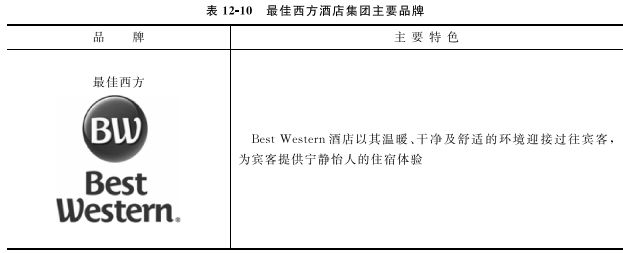 表 12-10 最佳西方酒店集团主要品牌
品 牌
主 要 特 色
最佳西方
BW
Best
Western.
Best Western 酒店以其温暖、干净及舒适的环境迎接过往宾客，
为宾客提供宁静怡人的住宿体验